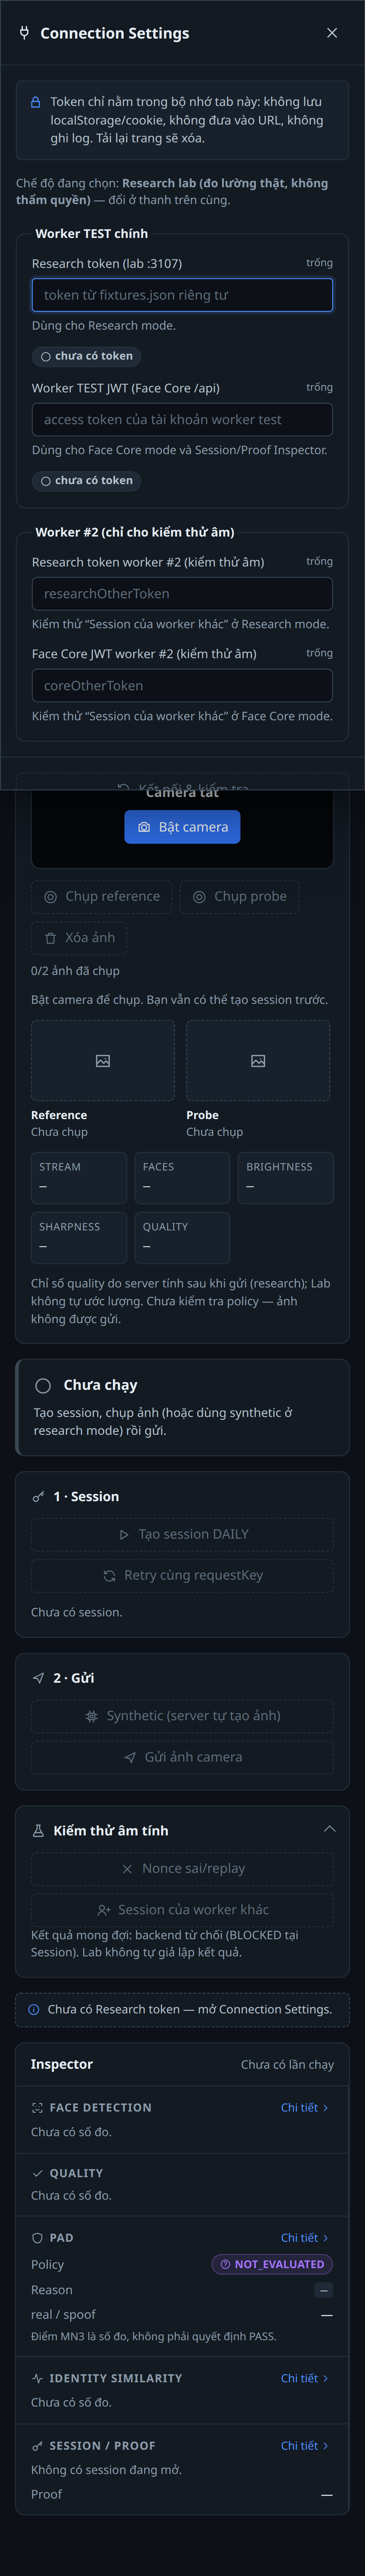 Connection Settings
Token chỉ nằm trong bộ nhớ tab này: không lưu
localStorage/cookie, không đưa vào URL, không
ghi log. Tải lại trang sẽ xóa.
Chế độ đang chọn: Research lab (đo lường thật, không
thẩm quyền) — đổi ở thanh trên cùng.
Worker TEST chính
Research token (lab :3107) trống
token từ fixtures.json riêng tư
Dùng cho Research mode.
chưa có token
Worker TEST JWT (Face Core /api) trống
access token của tài khoản worker test
Dùng cho Face Core mode và Session/Proof Inspector.
chưa có token
Worker #2 (chỉ cho kiểm thử âm)
Research token worker #2 (kiểm thử âm) trống
researchOtherToken
Kiểm thử “Session của worker khác” ở Research mode.
Face Core JWT worker #2 (kiểm thử âm) trống
coreOtherToken
Kiểm thử “Session của worker khác” ở Face Core mode.
Kết nối & kiểm tra
Camera tắt
Bật camera
Chụp reference Chụp probe
Xóa ảnh
0/2 ảnh đã chụp
Bật camera để chụp. Bạn vẫn có thể tạo session trước.
Reference Probe
Chưa chụp Chưa chụp
STREAM FACES BRIGHTNESS
— — —
SHARPNESS QUALITY
— —
Chỉ số quality do server tính sau khi gửi (research); Lab
không tự ước lượng. Chưa kiểm tra policy — ảnh
không được gửi.
Chưa chạy
Tạo session, chụp ảnh (hoặc dùng synthetic ở
research mode) rồi gửi.
1 · Session
Tạo session DAILY
Retry cùng requestKey
Chưa có session.
2 · Gửi
Synthetic (server tự tạo ảnh)
Gửi ảnh camera
Kiểm thử âm tính
Nonce sai/replay
Session của worker khác
Kết quả mong đợi: backend từ chối (BLOCKED tại
Session). Lab không tự giả lập kết quả.
Chưa có Research token — mở Connection Settings.
Inspector Chưa có lần chạy
FACE DETECTION Chi tiết
Chưa có số đo.
QUALITY
Chưa có số đo.
PAD Chi tiết
Policy NOT_EVALUATED
Reason —
real / spoof —
Điểm MN3 là số đo, không phải quyết định PASS.
IDENTITY SIMILARITY Chi tiết
Chưa có số đo.
SESSION / PROOF Chi tiết
Không có session đang mở.
Proof —